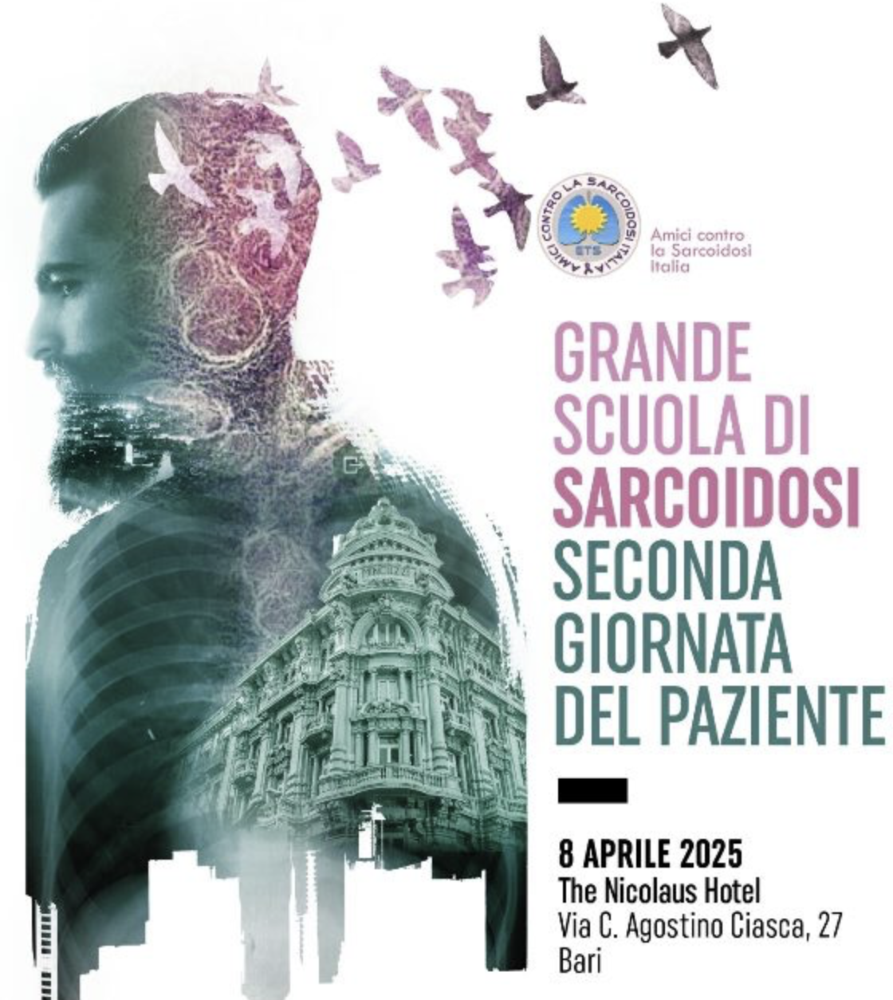 AMICI CONTRO LA SARCOIDOSI ITALIA
ETS
Amici contro
la Sarcoidosi
Italia
GRANDE
SCUOLA DI
SARCOIDOSI
SECONDA
GIORNATA
DEL PAZIENTE
8 APRILE 2025
The Nicolaus Hotel
Via C. Agostino Ciasca, 27
Bari